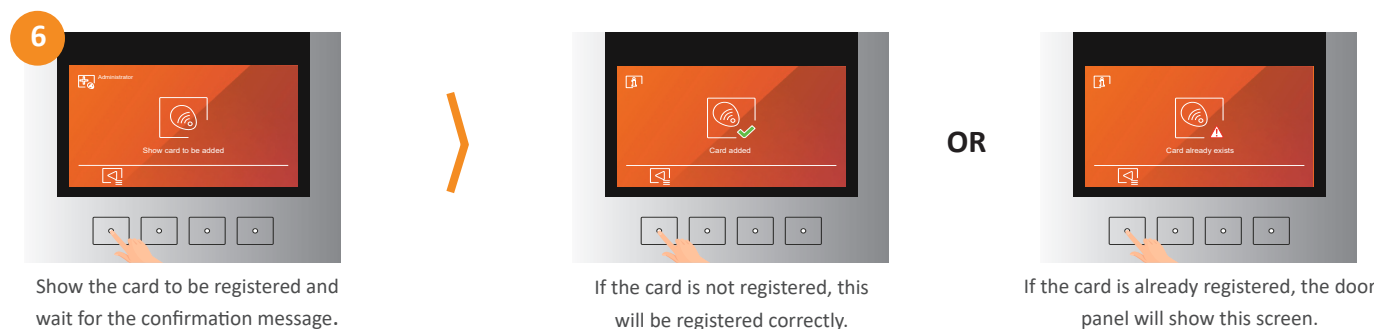 6
Administrator
Show card to be added
Show the card to be registered and
wait for the confirmation message.
Card added
If the card is not registered, this
will be registered correctly.
OR
Card already exists
If the card is already registered, the door
panel will show this screen.